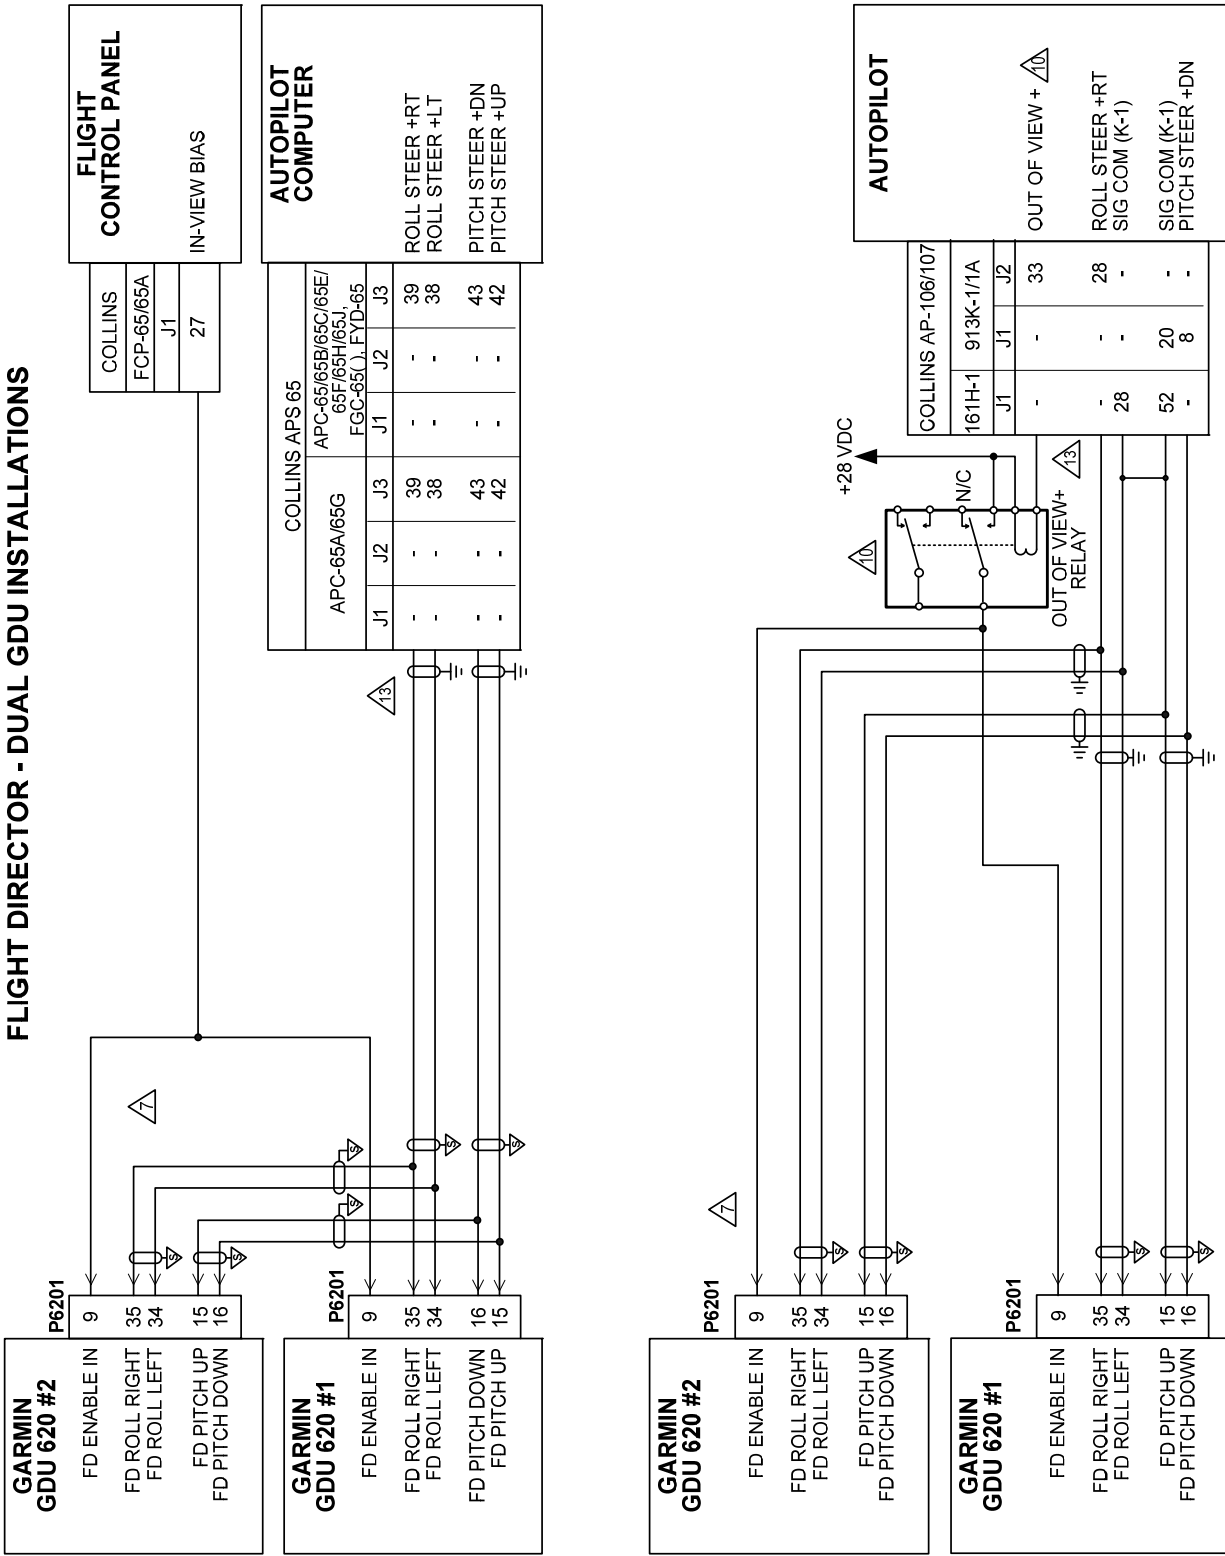 FLIGHT DIRECTOR - DUAL GDU INSTALLATIONS
GARMIN
GDU 620 #2
P6201
FD ENABLE IN 9
FD ROLL RIGHT 35
FD ROLL LEFT 34
FD PITCH UP 15
FD PITCH DOWN 16
7
S
S
S
S
GARMIN
GDU 620 #1
P6201
FD ENABLE IN 9
FD ROLL RIGHT 35
FD ROLL LEFT 34
FD PITCH DOWN 16
FD PITCH UP 15
S
S
13
FLIGHT
CONTROL PANEL
COLLINS
FCP-65/65A
J1
27 IN-VIEW BIAS
AUTOPILOT
COMPUTER
COLLINS APS 65
APC-65A/65G
APC-65/65B/65C/65E/
65F/65H/65J,
FGC-65( ), FYD-65
J1 J2 J3 J1 J2 J3
- - 39 - - 39 ROLL STEER +RT
- - 38 - - 38 ROLL STEER +LT
- - 43 - - 43 PITCH STEER +DN
- - 42 - - 42 PITCH STEER +UP
GARMIN
GDU 620 #2
P6201
FD ENABLE IN 9
FD ROLL RIGHT 35
FD ROLL LEFT 34
FD PITCH UP 15
FD PITCH DOWN 16
7
S
S
GARMIN
GDU 620 #1
P6201
FD ENABLE IN 9
FD ROLL RIGHT 35
FD ROLL LEFT 34
FD PITCH UP 15
FD PITCH DOWN 16
S
S
10
+28 VDC
N/C
OUT OF VIEW+
RELAY
13
AUTOPILOT
COLLINS AP-106/107
161H-1 913K-1/1A
J1 J1 J2
- - 33 OUT OF VIEW + 10
- - 28 ROLL STEER +RT
28 - - SIG COM (K-1)
52 20 - SIG COM (K-1)
- 8 - PITCH STEER +DN